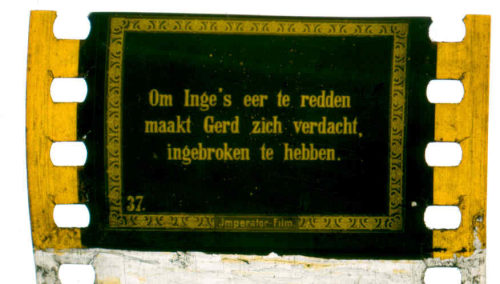 Om Inge's eer te redden
maakt Gerd zich verdacht,
ingebroken te hebben.
37.
Imperator-Film